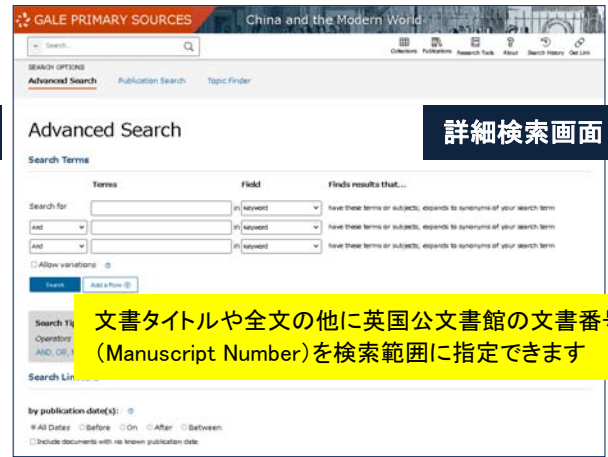 GALE PRIMARY SOURCES
China and the Modern World
Search...
Collections Publications Research Tools About Search History Get Link
SEARCH OPTIONS
Advanced Search Publication Search Topic Finder
Advanced Search
詳細検索画面
Search Terms
Terms Field Finds results that...
Search for in Keyword have these terms or subjects; expands to synonyms of your search term
And in Keyword have these terms or subjects; expands to synonyms of your search term
And in Keyword have these terms or subjects; expands to synonyms of your search term
Allow variations
Search Add a Row
Search
Operators
AND, OR,
文書タイトルや全文の他に英国公文書館の文書番号
（Manuscript Number）を検索範囲に指定できます
Search
by publication date(s):
All Dates Before On After Between
Include documents with no known publication date